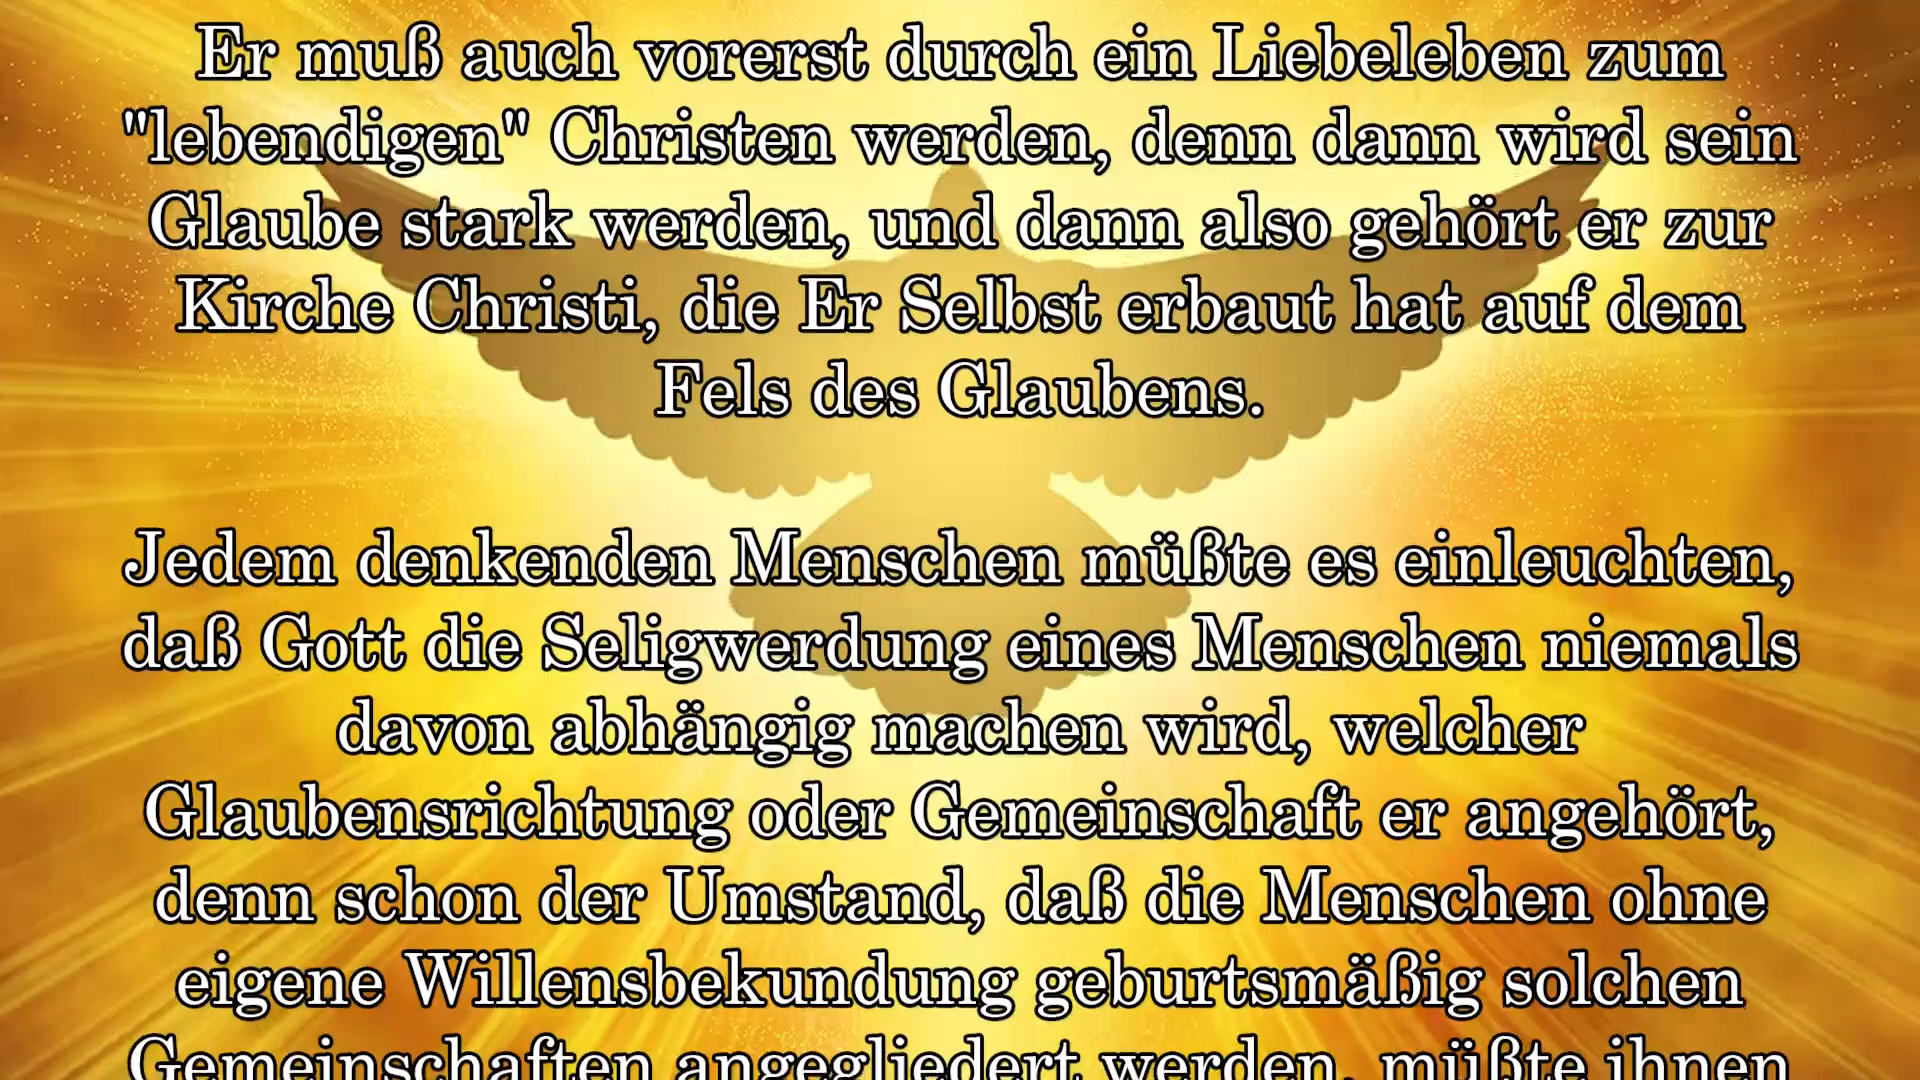 Er muß auch vorerst durch ein Liebeleben zum
"lebendigen" Christen werden, denn dann wird sein
Glaube stark werden, und dann also gehört er zur
Kirche Christi, die Er Selbst erbaut hat auf dem
Fels des Glaubens.
Jedem denkenden Menschen müßte es einleuchten,
daß Gott die Seligwerdung eines Menschen niemals
davon abhängig machen wird, welcher
Glaubensrichtung oder Gemeinschaft er angehört,
denn schon der Umstand, daß die Menschen ohne
eigene Willensbekundung geburtsmäßig solchen
Gemeinschaften angegliedert werden, müßte ihnen